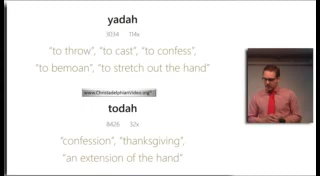 yadah
3034 114x
"to throw", "to cast", "to confess",
"to bemoan", "to stretch out the hand"
www.ChristadelphianVideo.org
todah
8426 32x
"confession", "thanksgiving",
"an extension of the hand"